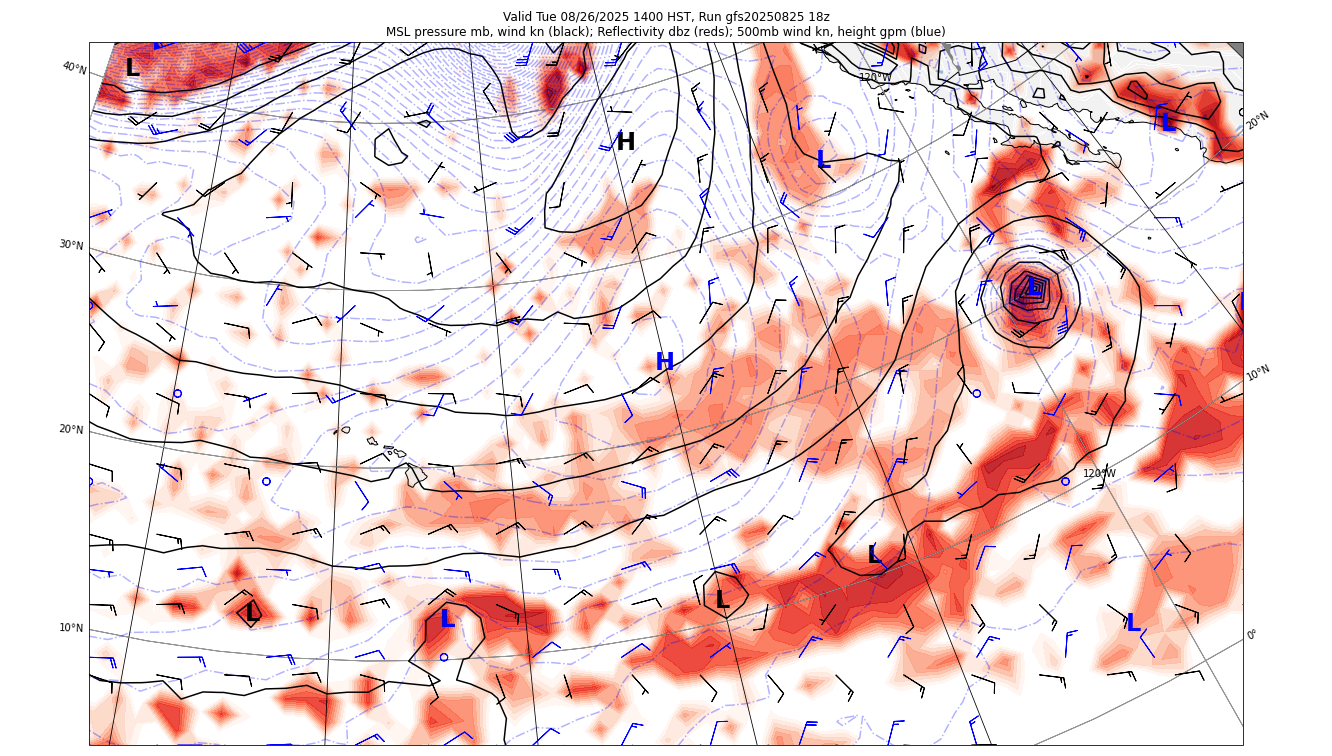 Valid Tue 08/26/2025 1400 HST, Run gfs20250825 18z
MSL pressure mb, wind kn (black); Reflectivity dbz (reds); 500mb wind kn, height gpm (blue)
40°N
L
L
120°W
20°N
L
H
L
30°N
L
L
H
10°N
20°N
120°W
L
L
L
L
L
10°N
0°